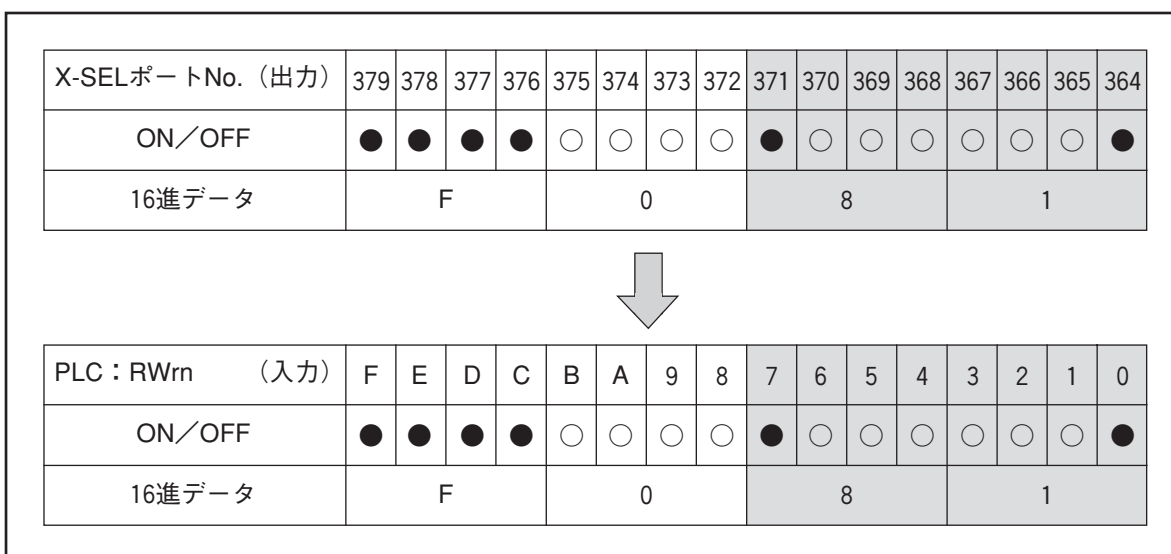 X-SELポートNo.（出力） 379 378 377 376 375 374 373 372 371 370 369 368 367 366 365 364
ON／OFF ● ● ● ● ○ ○ ○ ○ ● ○ ○ ○ ○ ○ ○ ●
16進データ F 0 8 1
PLC：RWrn （入力） F E D C B A 9 8 7 6 5 4 3 2 1 0
ON／OFF ● ● ● ● ○ ○ ○ ○ ● ○ ○ ○ ○ ○ ○ ●
16進データ F 0 8 1